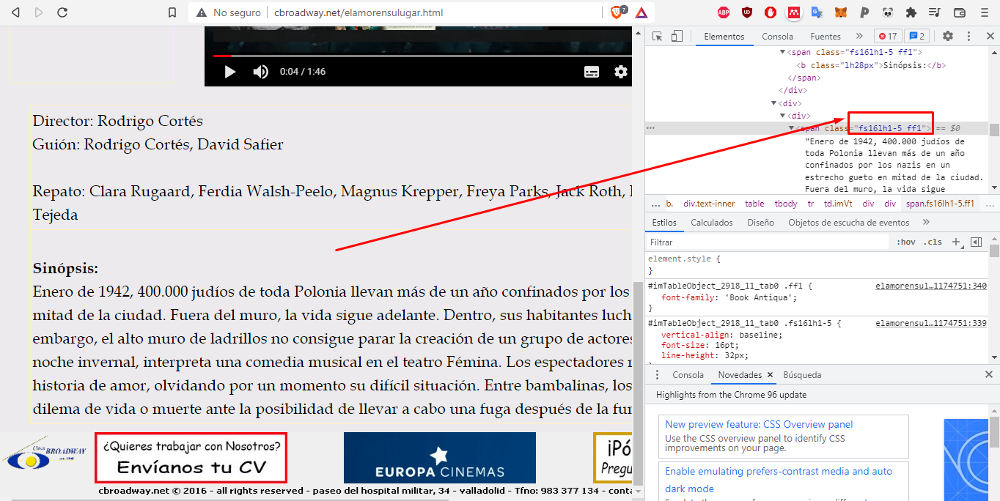 No seguro
cbroadway.net/elamorensulugar.html
7
ABP
0:04 / 1:46
Director: Rodrigo Cortés
Guión: Rodrigo Cortés, David Safier
Repato: Clara Rugaard, Ferdia Walsh-Peelo, Magnus Krepper, Freya Parks, Jack Roth,
Tejeda
Sinópsis:
Enero de 1942, 400.000 judíos de toda Polonia llevan más de un año confinados por los
mitad de la ciudad. Fuera del muro, la vida sigue adelante. Dentro, sus habitantes luch
embargo, el alto muro de ladrillos no consigue parar la creación de un grupo de actores
noche invernal, interpreta una comedia musical en el teatro Fémina. Los espectadores
historia de amor, olvidando por un momento su difícil situación. Entre bambalinas, los
dilema de vida o muerte ante la posibilidad de llevar a cabo una fuga después de la fu
Cines BROADWAY
¿Quieres trabajar con Nosotros?
Envíanos tu CV
EUROPA CINEMAS
¡PÓ
Pregu
cbroadway.net © 2016 - all rights reserved - paseo del hospital militar, 34 - valladolid - Tfno: 983 377 134 - conta
Elementos
Consola
Fuentes
17
2
<span class="fs16lh1-5 ff1">
<b class="lh28px">Sinópsis:</b>
</span>
</div>
<div>
<div>
<span class="fs16lh1-5 ff1"> == $0
"Enero de 1942, 400.000 judíos de
toda Polonia llevan más de un año
confinados por los nazis en un
estrecho gueto en mitad de la ciudad.
Fuera del muro, la vida sigue
... b. div.text-inner table tbody tr td.imVt div div span.fs16lh1-5.ff1 ...
Estilos Calculados Diseño Objetos de escucha de eventos
Filtrar
:hov .cls +
element.style {
}
#imTableObject_2918_11_tab0 .ff1 {
elamorensul…1174751:340
font-family: 'Book Antiqua';
}
#imTableObject_2918_11_tab0 .fs16lh1-5 {
elamorensul…1174751:339
vertical-align: baseline;
font-size: 16pt;
line-height: 32px;
Consola Novedades Búsqueda
Highlights from the Chrome 96 update
New preview feature: CSS Overview panel
Use the CSS overview panel to identify CSS
improvements on your page.
Enable emulating prefers-contrast media and auto
dark mode